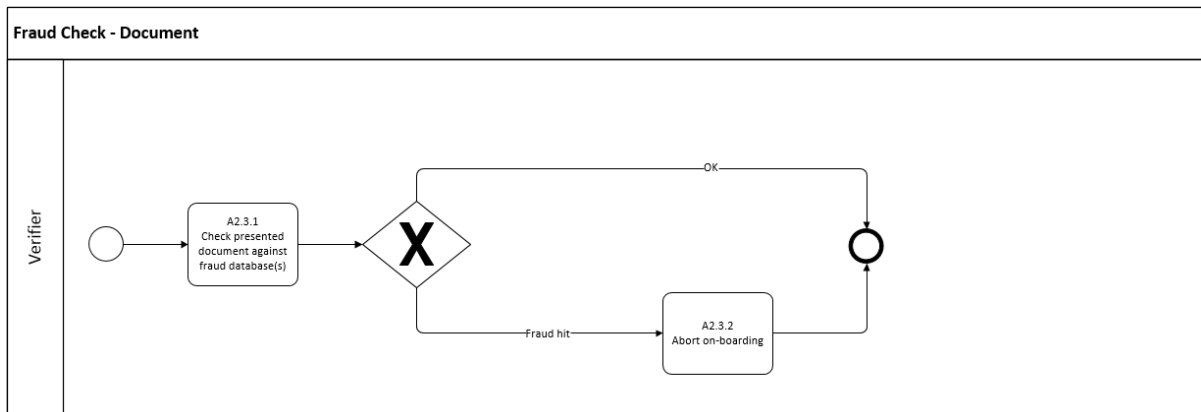 Fraud Check - Document
Verifier
A2.3.1
Check presented
document against
fraud database(s)
X
OK
Fraud hit
A2.3.2
Abort on-boarding